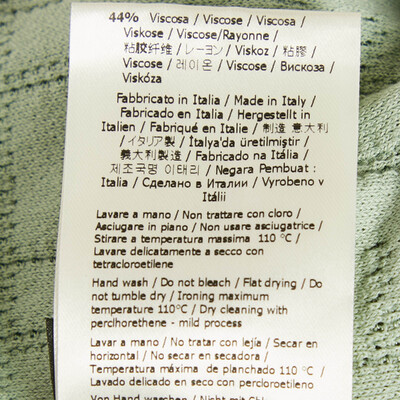 44% Viscosa / Viscose / Viscosa /
Viskose / Viscose/Rayonne /
粘胶纤维 / レーヨン / Viskoz / 粘膠 /
Viscose / 레이온 / Viscose / Вискоза /
Viskóza
Fabbricato in Italia / Made in Italy /
Fabricado en Italia / Hergestellt in
Italien / Fabriqué en Italie / 制造 意大利
/ イタリア製 / İtalya'da üretilmiştir /
義大利製造 / Fabricado na Itália /
제조국명 이태리 / Negara Pembuat :
Italia / Сделано в Италии / Vyrobeno v
Itálii
Lavare a mano / Non trattare con cloro /
Asciugare in piano / Non usare asciugatrice
/ Stirare a temperatura massima 110 °C /
Lavare delicatamente a secco con
tetracloroetilene
Hand wash / Do not bleach / Flat drying / Do
not tumble dry / Ironing maximum
temperature 110°C / Dry cleaning with
perclhorethene - mild process
Lavar a mano / No tratar con lejía / Secar en
horizontal / No secar en secadora /
Temperatura máxima de planchado 110 °C /
Lavado delicado en seco con percloroetileno
Von Hand waschen / Nicht mit Chlor